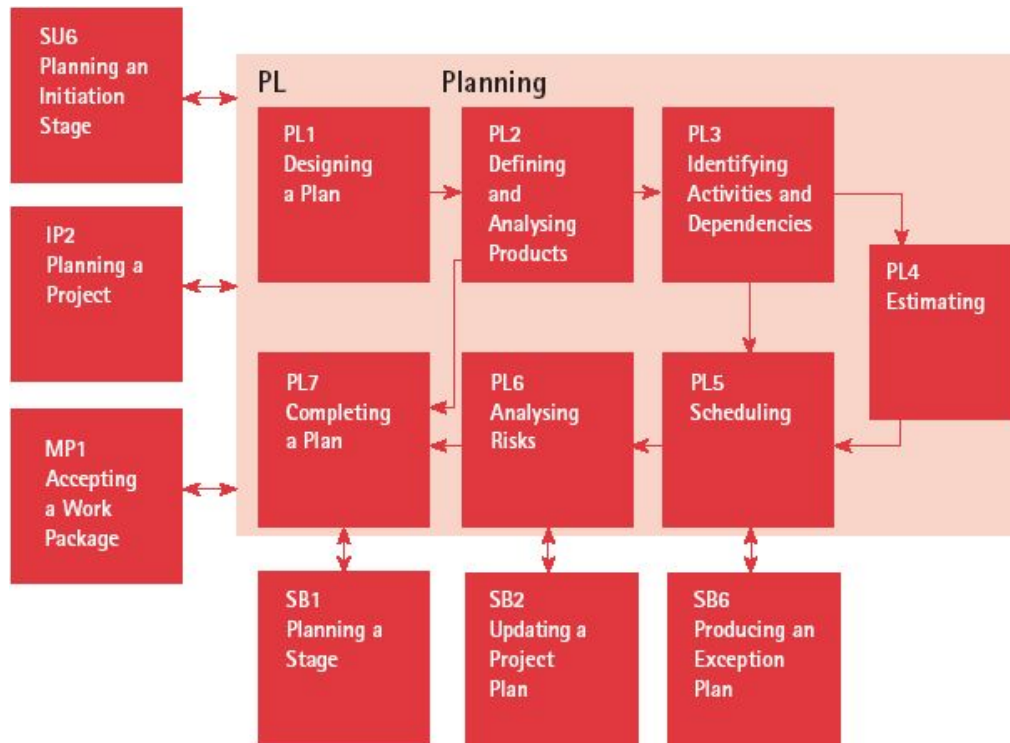 SU6
Planning an
Initiation
Stage
PL
Planning
PL1
Designing
a Plan
PL2
Defining
and
Analysing
Products
PL3
Identifying
Activities and
Dependencies
IP2
Planning a
Project
PL4
Estimating
PL7
Completing
a Plan
PL6
Analysing
Risks
PL5
Scheduling
MP1
Accepting
a Work
Package
SB1
Planning a
Stage
SB2
Updating a
Project
Plan
SB6
Producing an
Exception
Plan